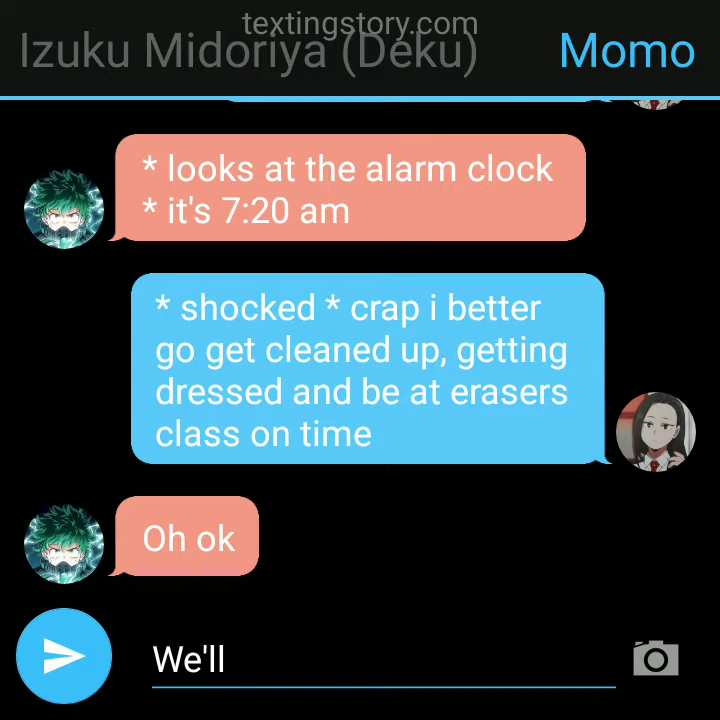 textingstory.com
Izuku Midoriya (Deku) Momo
* looks at the alarm clock
* it's 7:20 am
* shocked * crap i better
go get cleaned up, getting
dressed and be at erasers
class on time
Oh ok
We'll